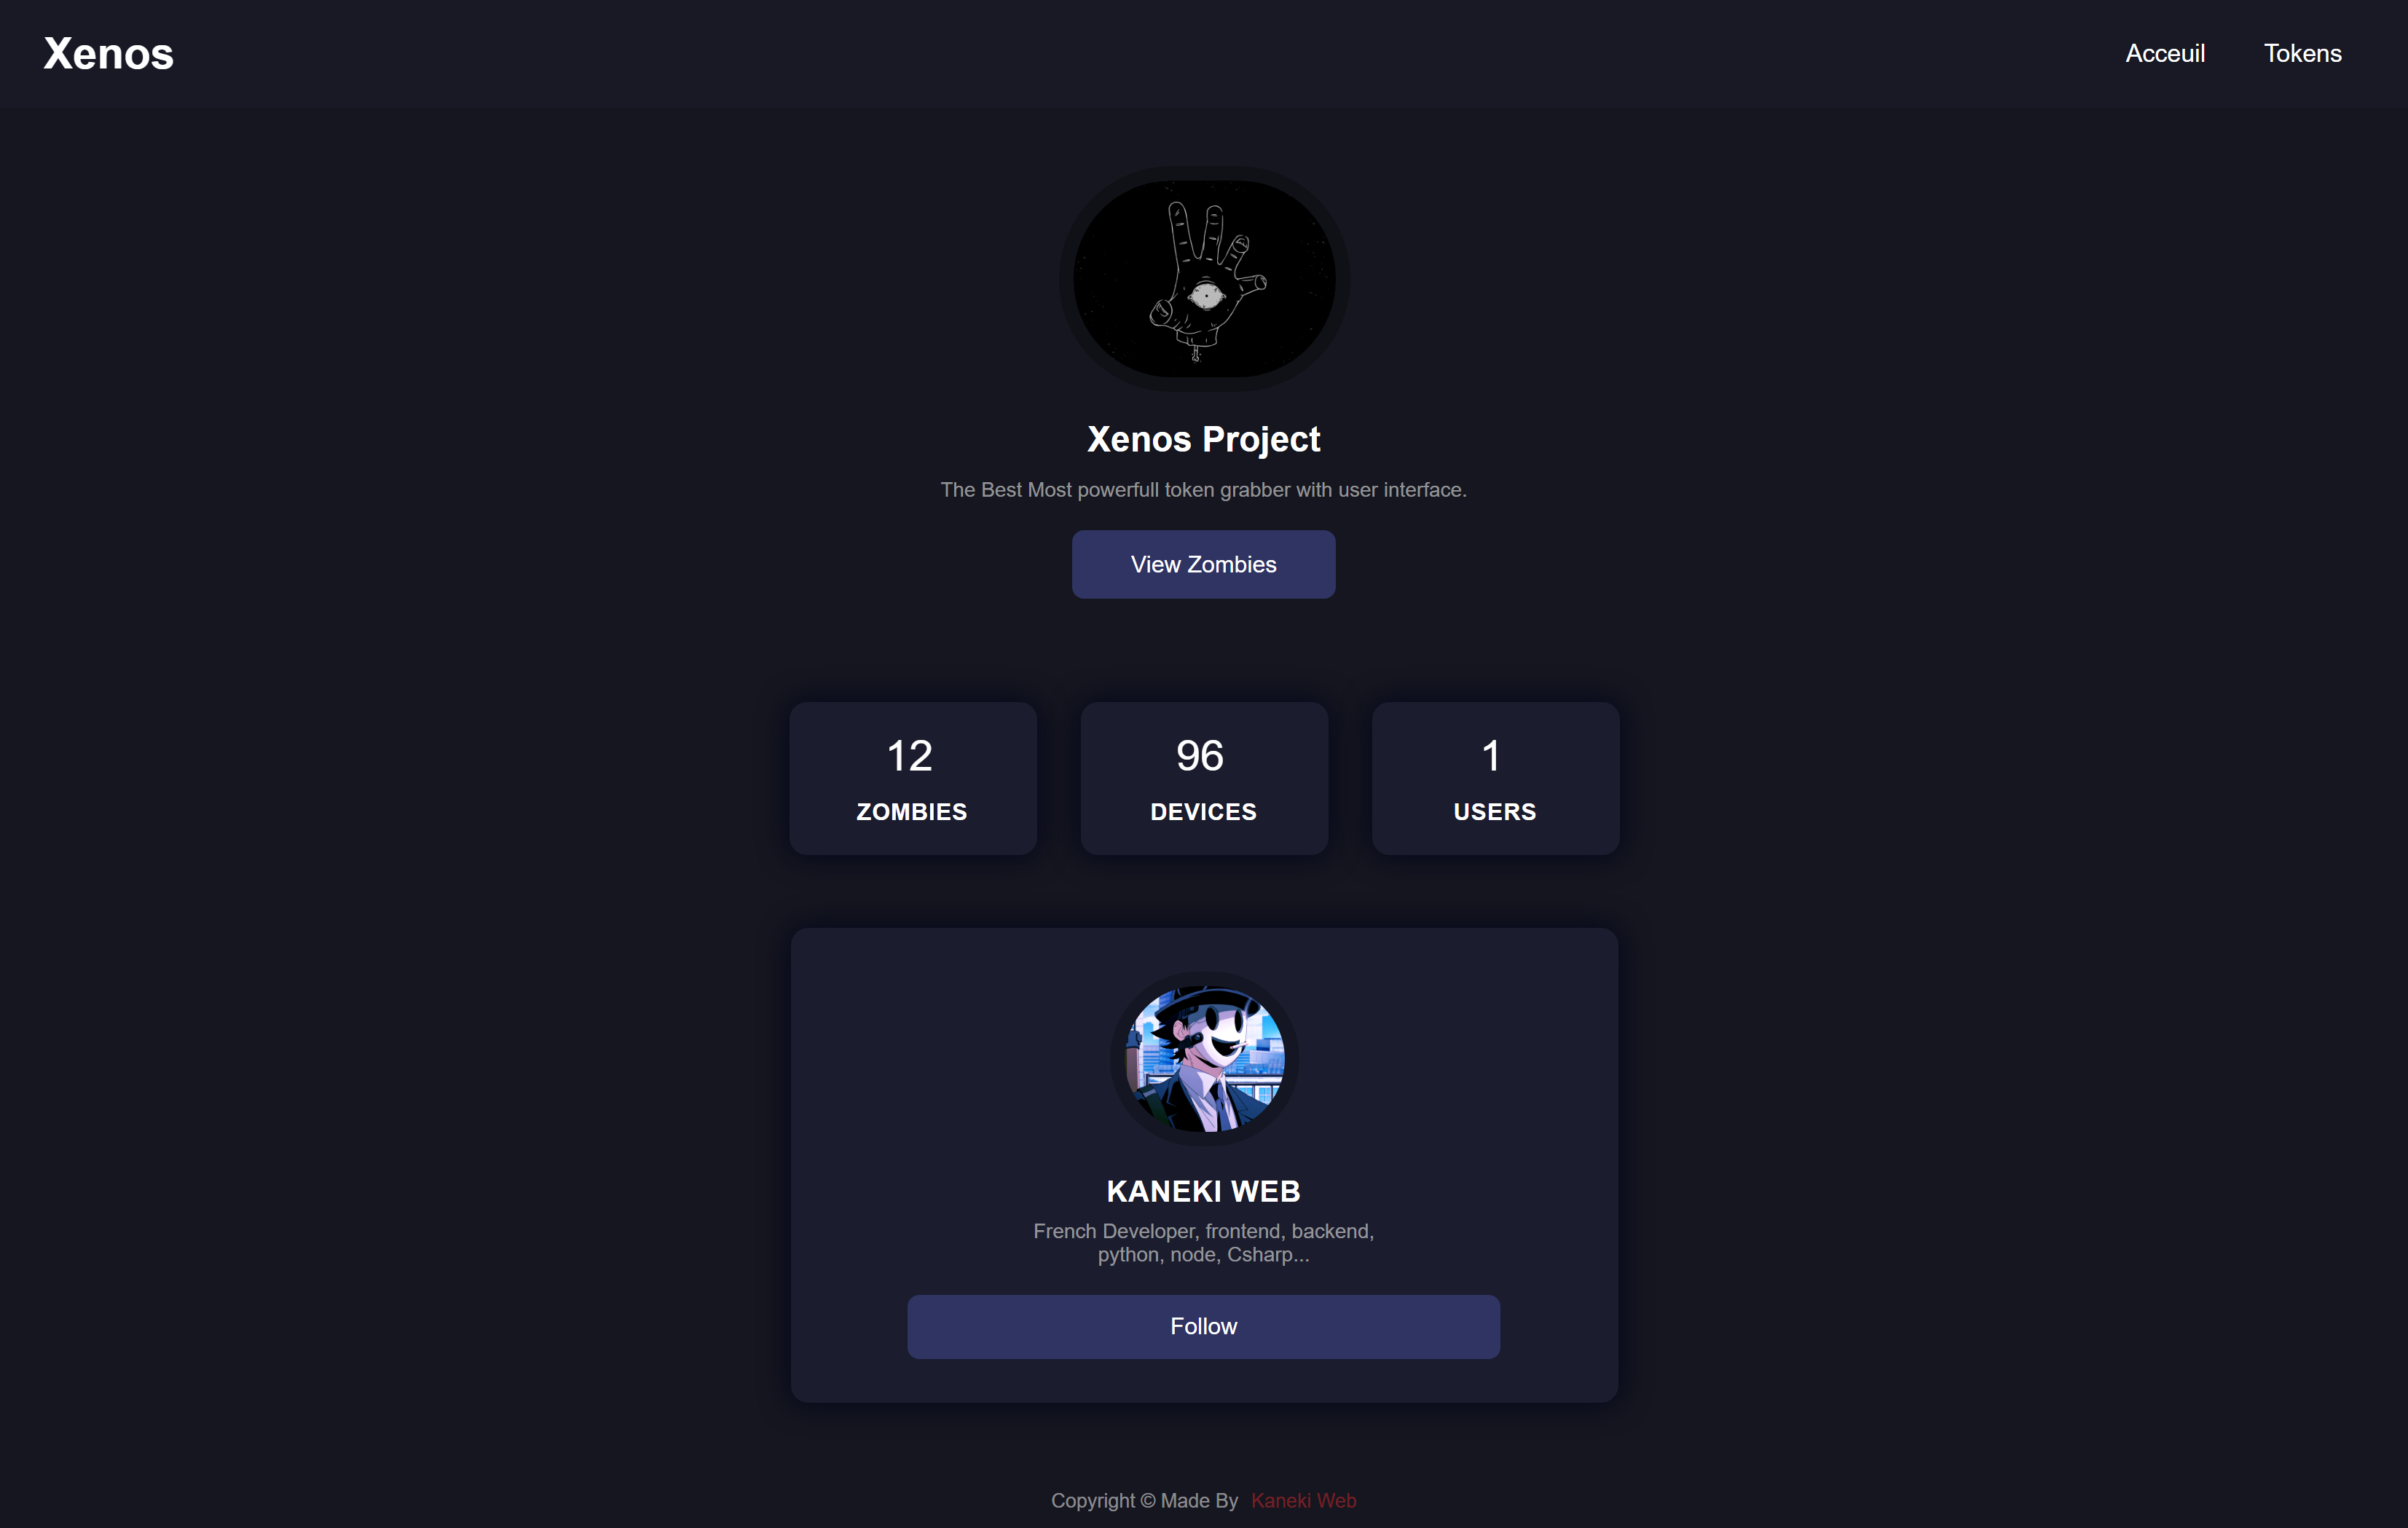 Xenos
Acceuil
Tokens
Xenos Project
The Best Most powerfull token grabber with user interface.
View Zombies
12
ZOMBIES
96
DEVICES
1
USERS
KANEKI WEB
French Developer, frontend, backend,
python, node, Csharp...
Follow
Copyright © Made By Kaneki Web